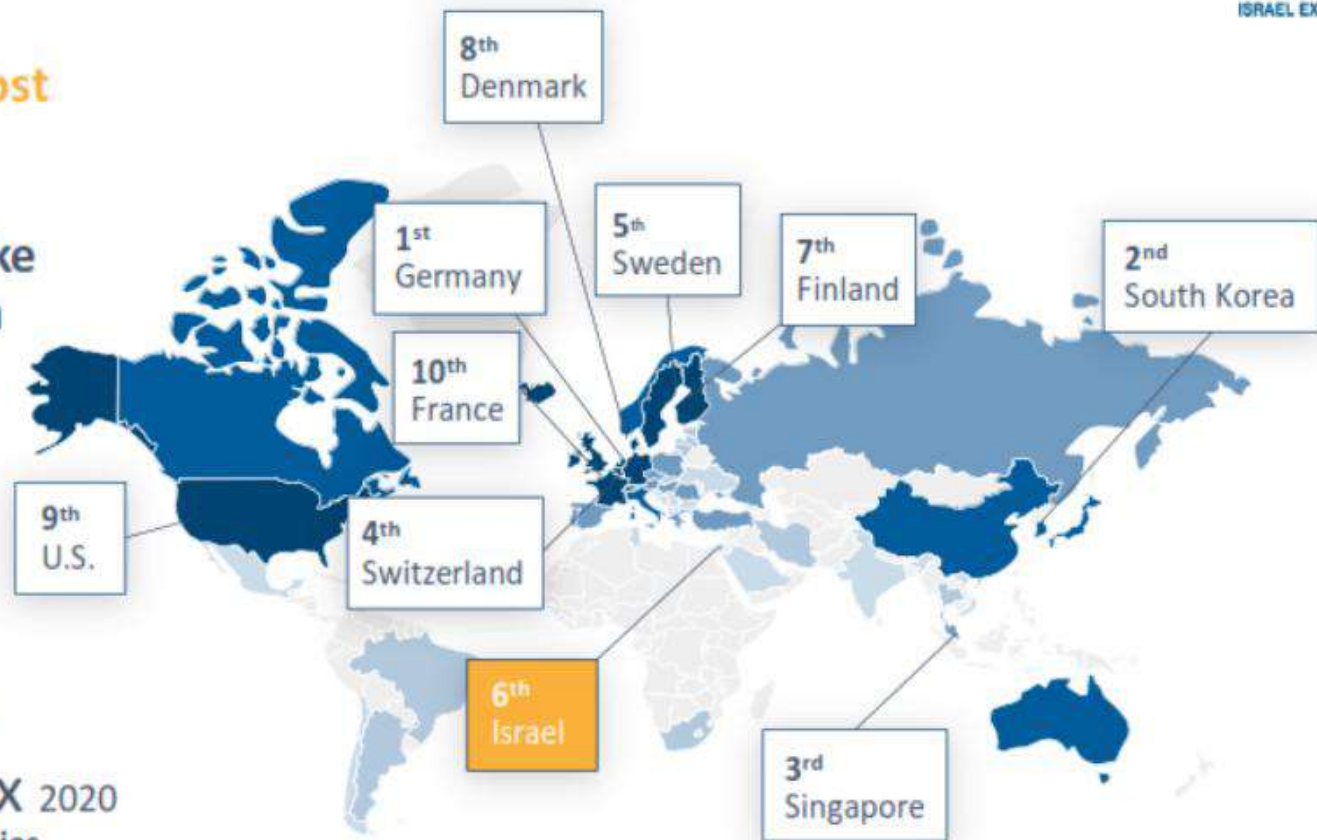 ISRAEL EX
ost
8th
Denmark
1st
Germany
5th
Sweden
7th
Finland
2nd
South Korea
ke
10th
France
9th
U.S.
4th
Switzerland
6th
Israel
3rd
Singapore
X 2020